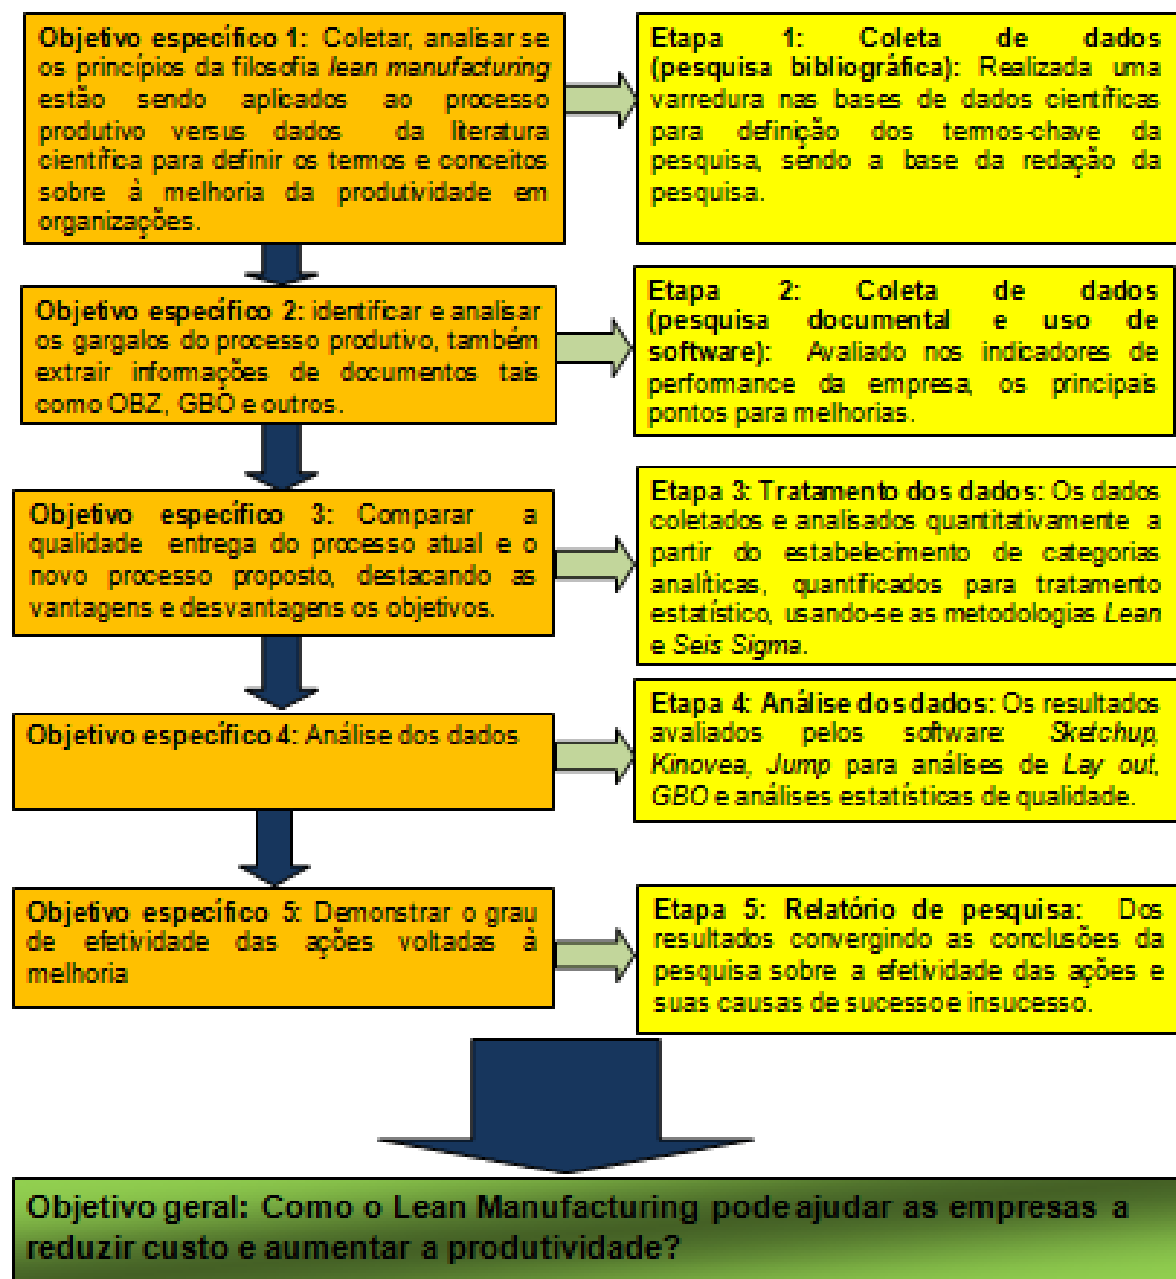 Objetivo específico 1: Coletar, analisar se
os princípios da filosofia lean manufacturing
estão sendo aplicados ao processo
produtivo versus dados da literatura
científica para definir os termos e conceitos
sobre à melhoria da produtividade em
organizações.
Etapa 1: Coleta de dados
(pesquisa bibliográfica): Realizada uma
varredura nas bases de dados científicas
para definição dos termos-chave da
pesquisa, sendo a base da redação da
pesquisa.
Objetivo específico 2: identificar e analisar
os gargalos do processo produtivo, também
extrair informações de documentos tais
como OBZ, GBO e outros.
Etapa 2: Coleta de dados
(pesquisa documental e uso de
software): Avaliado nos indicadores de
performance da empresa, os principais
pontos para melhorias.
Objetivo específico 3: Comparar a
qualidade entrega do processo atual e o
novo processo proposto, destacando as
vantagens e desvantagens os objetivos.
Etapa 3: Tratamento dos dados: Os dados
coletados e analisados quantitativamente a
partir do estabelecimento de categorias
analíticas, quantificados para tratamento
estatístico, usando-se as metodologias Lean
e Seis Sigma.
Objetivo específico 4: Análise dos dados
Etapa 4: Análise dos dados: Os resultados
avaliados pelos software: Sketchup,
Kinovea, Jump para análises de Lay out,
GBO e análises estatísticas de qualidade.
Objetivo específico 5: Demonstrar o grau
de efetividade das ações voltadas à
melhoria
Etapa 5: Relatório de pesquisa: Dos
resultados convergindo as conclusões da
pesquisa sobre a efetividade das ações e
suas causas de sucesso e insucesso.
Objetivo geral: Como o Lean Manufacturing pode ajudar as empresas a
reduzir custo e aumentar a produtividade?